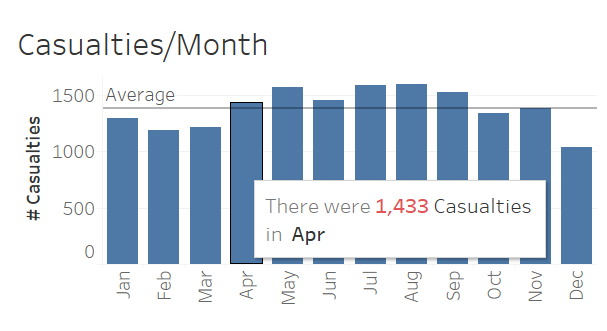 Casualties/Month
# Casualties
1500
1000
500
0
Average
There were 1,433 Casualties
in Apr
Jan
Feb
Mar
Apr
May
Jun
Jul
Aug
Sep
Oct
Nov
Dec